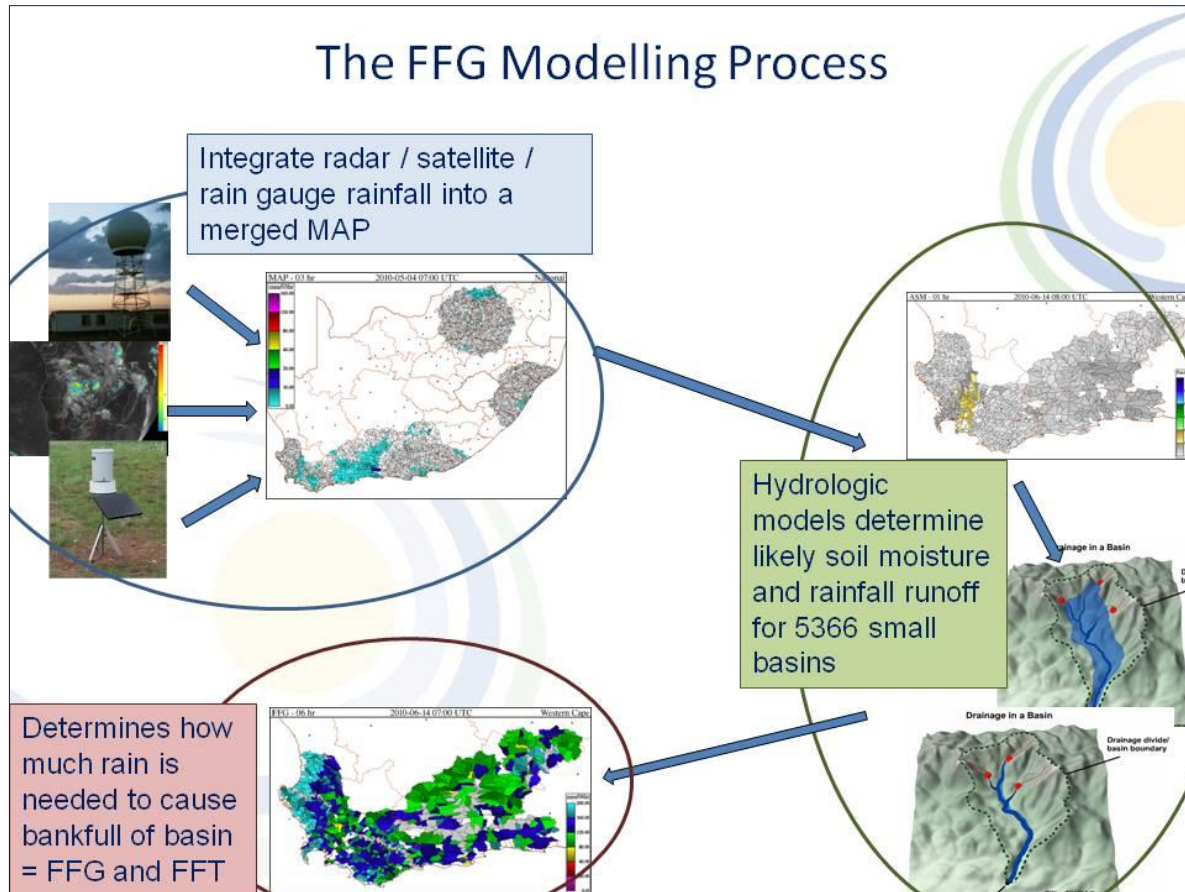 The FFG Modelling Process
Integrate radar / satellite /
rain gauge rainfall into a
merged MAP
MAP - 03 hr 2010-05-04 07:00 UTC National
ASM - 01 hr 2010-06-14 08:00 UTC Western Cape
Hydrologic
models determine
likely soil moisture
and rainfall runoff
for 5366 small
basins
Drainage in a Basin
Drainage in a Basin
Drainage divide/
basin boundary
FFG - 06 hr 2010-06-14 07:00 UTC Western Cape
Determines how
much rain is
needed to cause
bankfull of basin
= FFG and FFT